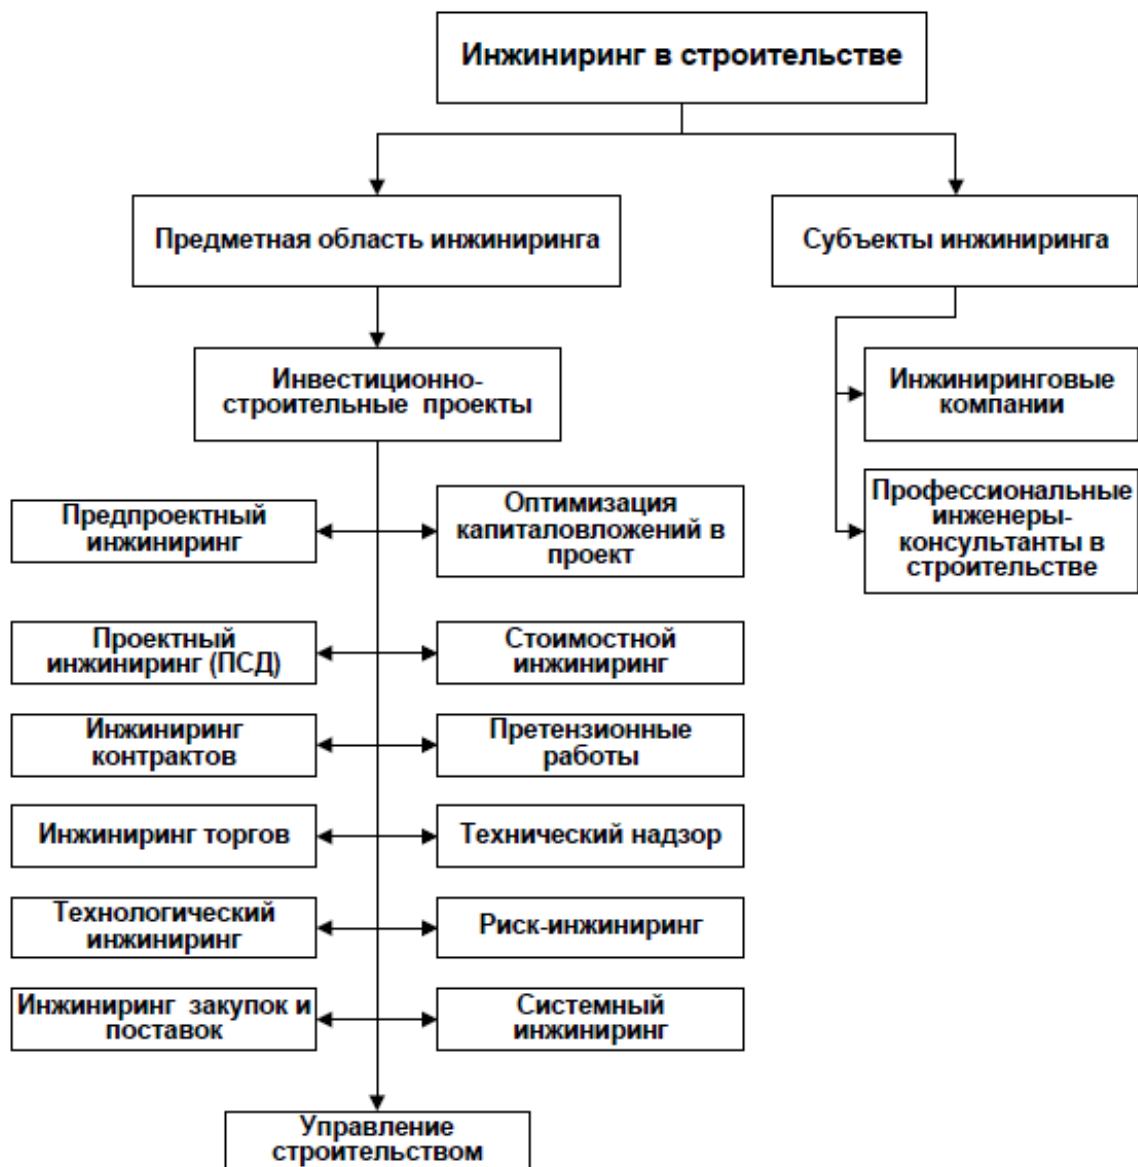 Инжиниринг в строительстве
Предметная область инжиниринга
Субъекты инжиниринга
Инвестиционно-
строительные проекты
Инжиниринговые
компании
Профессиональные
инженеры-
консультанты в
строительстве
Предпроектный
инжиниринг
Оптимизация
капиталовложений в
проект
Проектный
инжиниринг (ПСД)
Стоимостной
инжиниринг
Инжиниринг
контрактов
Претензионные
работы
Инжиниринг торгов
Технический надзор
Технологический
инжиниринг
Риск-инжиниринг
Инжиниринг закупок и
поставок
Системный
инжиниринг
Управление
строительством